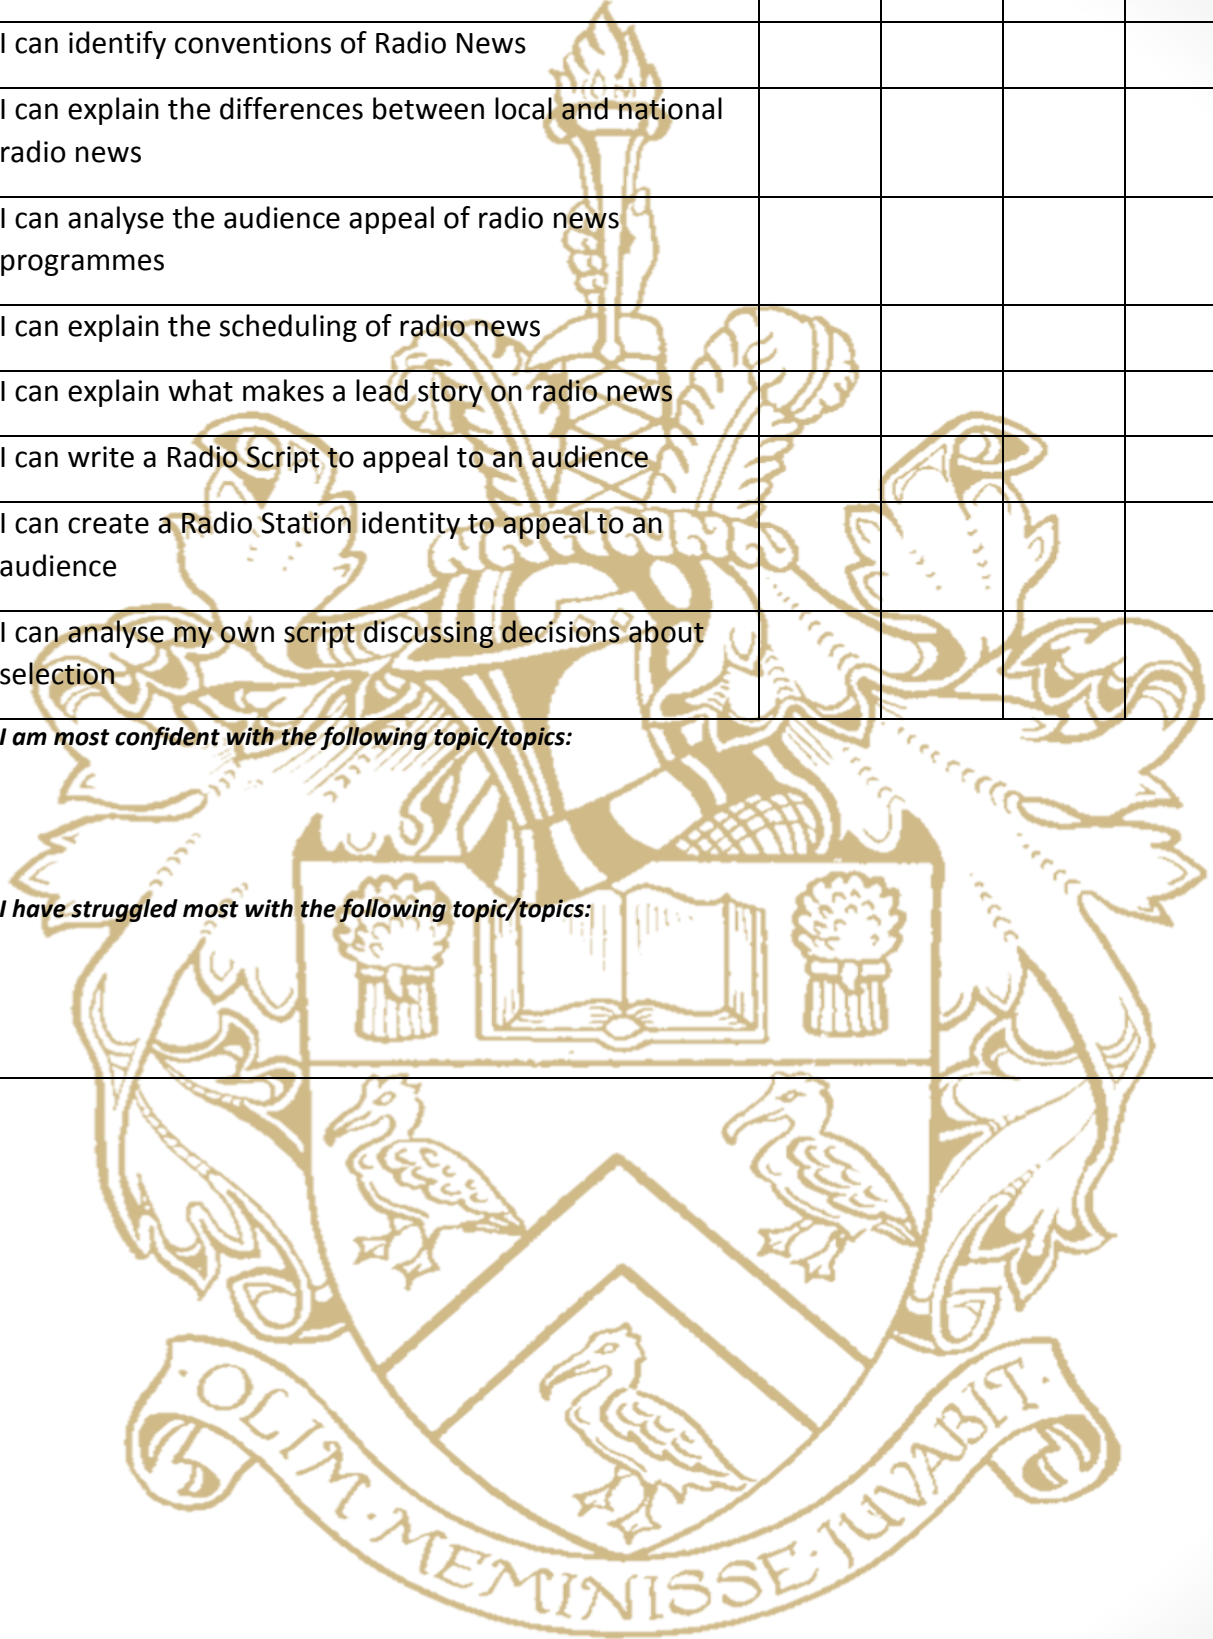 I can identify conventions of Radio News
I can explain the differences between local and national
radio news
I can analyse the audience appeal of radio news
programmes
I can explain the scheduling of radio news
I can explain what makes a lead story on radio news
I can write a Radio Script to appeal to an audience
I can create a Radio Station identity to appeal to an
audience
I can analyse my own script discussing decisions about
selection
I am most confident with the following topic/topics:
I have struggled most with the following topic/topics:
·OLIM·MEMINISSE·JUVABIT·